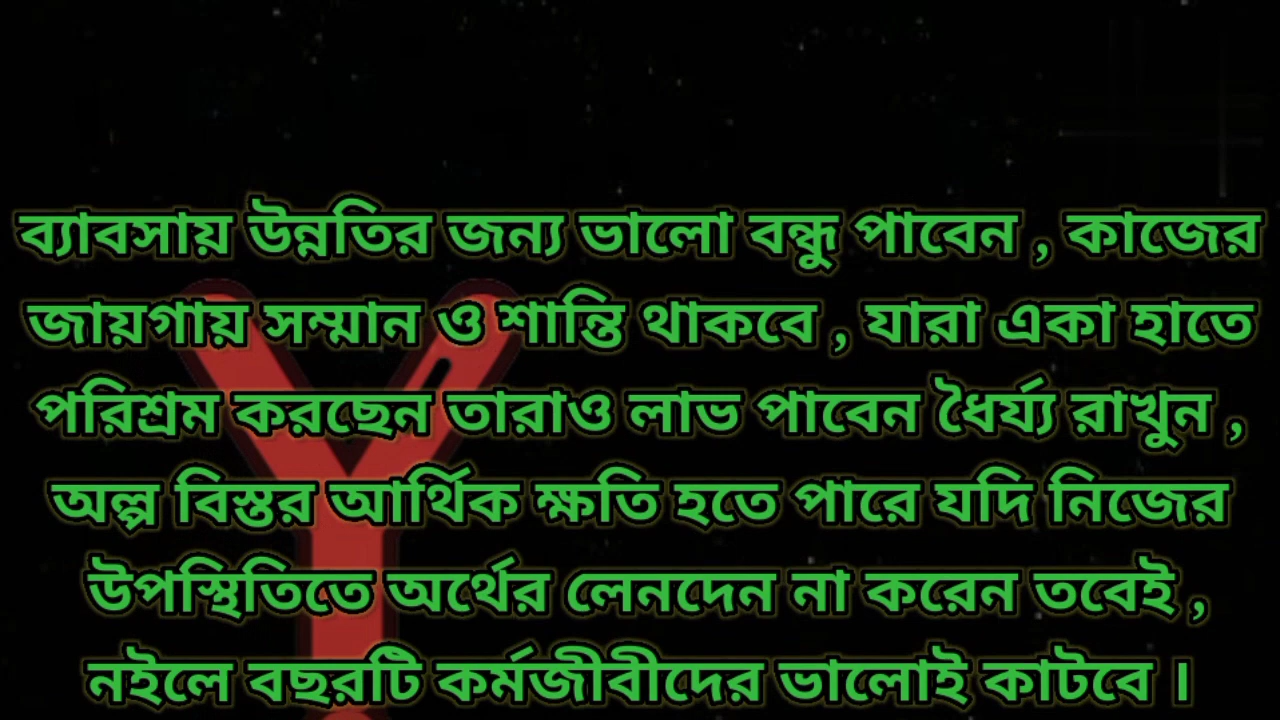 ব্যাবসায় উন্নতির জন্য ভালো বন্ধু পাবেন , কাজের
জায়গায় সম্মান ও শান্তি থাকবে , যারা একা হাতে
পরিশ্রম করছেন তারাও লাভ পাবেন ধৈর্য্য রাখুন ,
অল্প বিস্তর আর্থিক ক্ষতি হতে পারে যদি নিজের
উপস্থিতিতে অর্থের লেনদেন না করেন তবেই ,
নইলে বছরটি কর্মজীবীদের ভালোই কাটবে ।